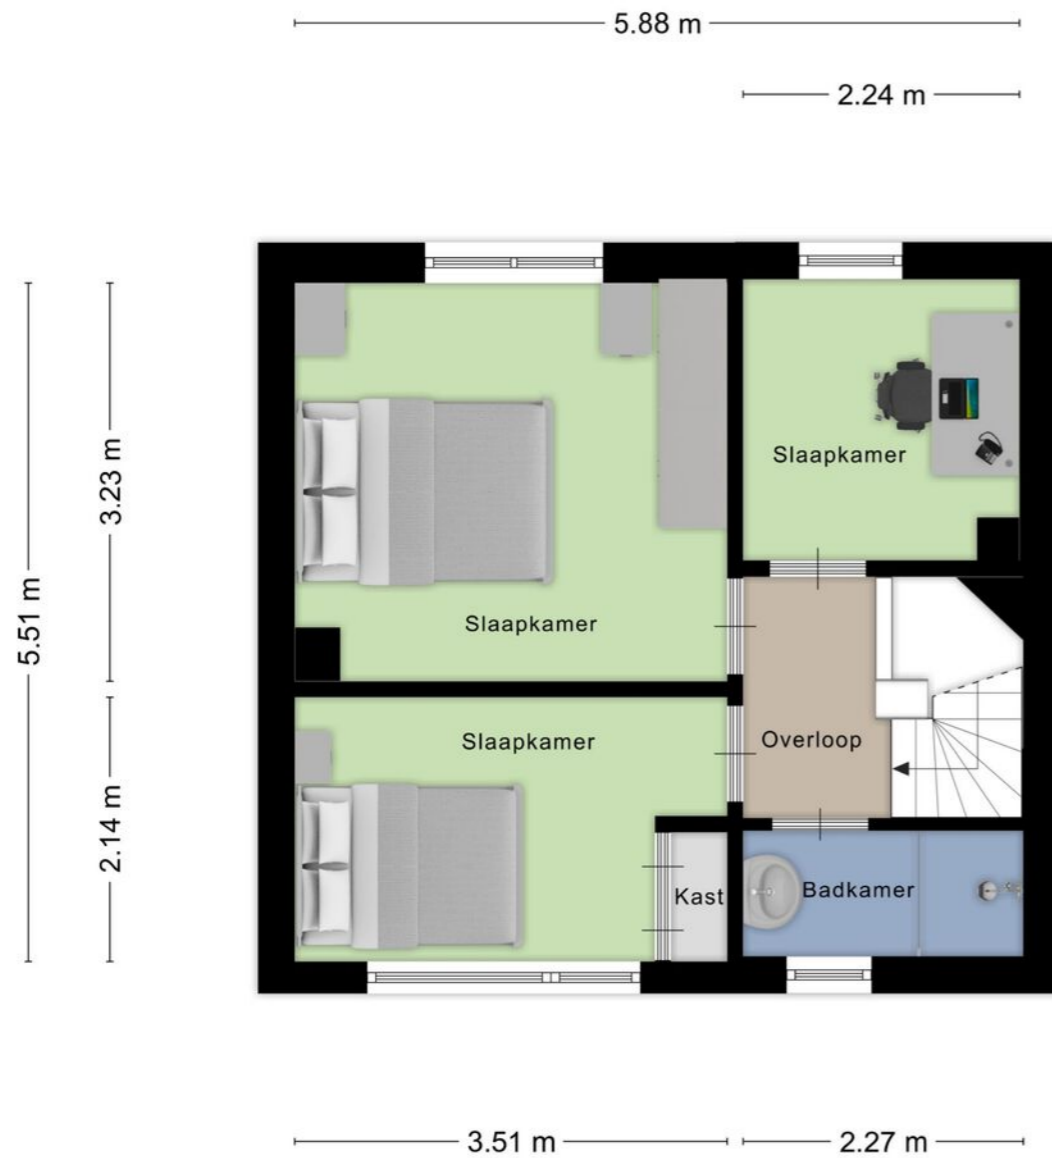 5.88 m
2.24 m
Slaapkamer
3.23 m
5.51 m
Slaapkamer
Slaapkamer
Overloop
2.14 m
Kast
Badkamer
3.51 m
2.27 m